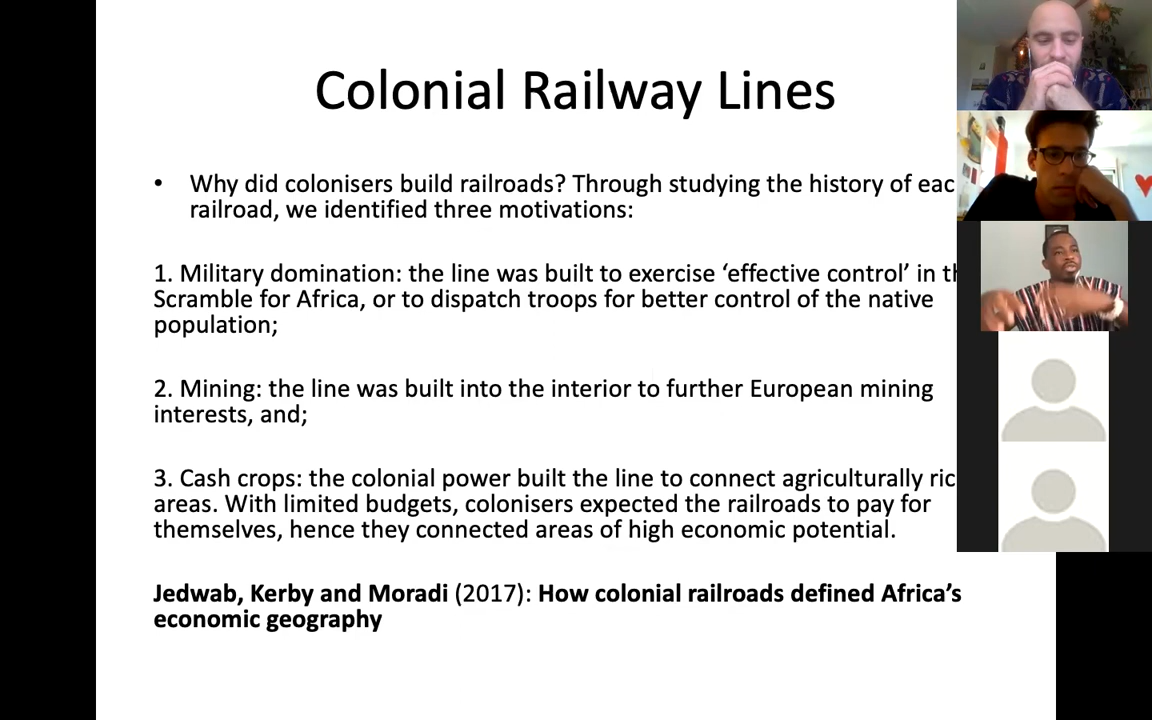 Colonial Railway Lines
• Why did colonisers build railroads? Through studying the history of eac
railroad, we identified three motivations:
1. Military domination: the line was built to exercise ‘effective control’ in th
Scramble for Africa, or to dispatch troops for better control of the native
population;
2. Mining: the line was built into the interior to further European mining
interests, and;
3. Cash crops: the colonial power built the line to connect agriculturally ric
areas. With limited budgets, colonisers expected the railroads to pay for
themselves, hence they connected areas of high economic potential.
Jedwab, Kerby and Moradi (2017): How colonial railroads defined Africa’s
economic geography